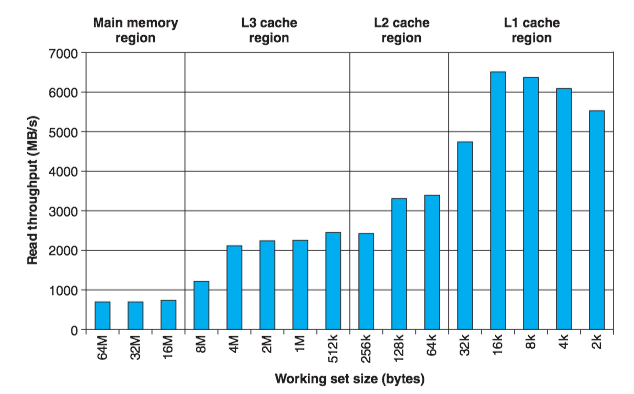 Main memory region
L3 cache region
L2 cache region
L1 cache region
7000
6000
5000
4000
3000
2000
1000
0
Read throughput (MB/s)
64M
32M
16M
8M
4M
2M
1M
512k
256k
128k
64k
32k
16k
8k
4k
2k
Working set size (bytes)